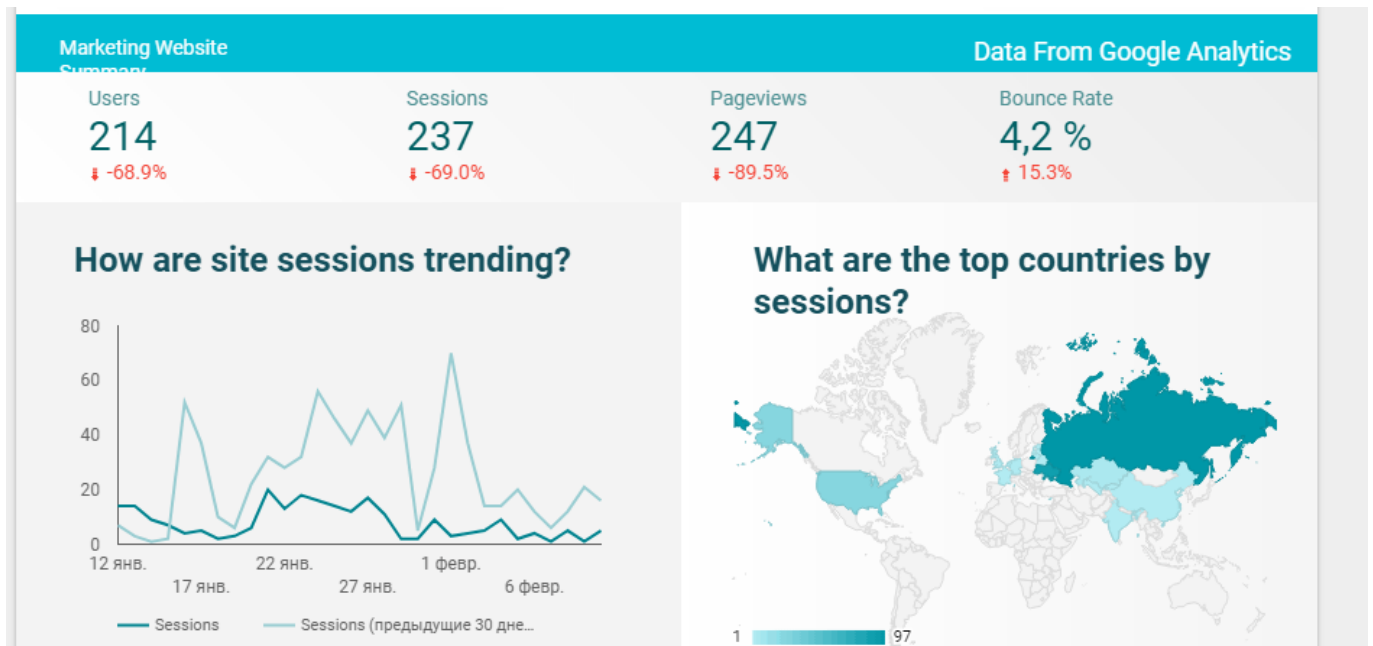 Marketing Website
Summary
Data From Google Analytics
Users
214
-68.9%
Sessions
237
-69.0%
Pageviews
247
-89.5%
Bounce Rate
4,2 %
15.3%
How are site sessions trending?
80
60
40
20
0
12 янв.
17 янв.
22 янв.
27 янв.
1 февр.
6 февр.
Sessions
Sessions (предыдущие 30 дне...
What are the top countries by
sessions?
1
97